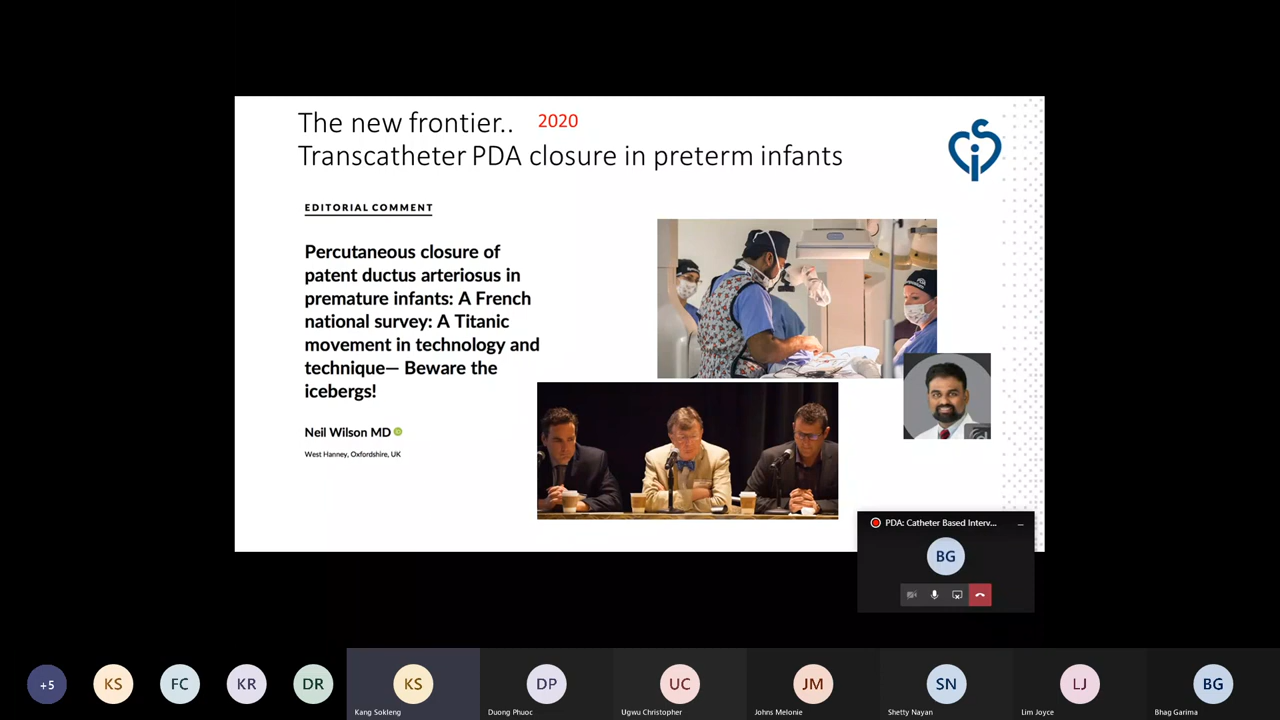 The new frontier.. 2020
Transcatheter PDA closure in preterm infants
EDITORIAL COMMENT
Percutaneous closure of
patent ductus arteriosus in
premature infants: A French
national survey: A Titanic
movement in technology and
technique— Beware the
icebergs!
Neil Wilson MD
West Hanney, Oxfordshire, UK
PDA: Catheter Based Interv...
BG
+5
KS
FC
KR
DR
KS
Kang Sokleng
DP
Duong Phuoc
UC
Ugwu Christopher
JM
Johns Melonie
SN
Shetty Nayan
LJ
Lim Joyce
BG
Bhag Garima